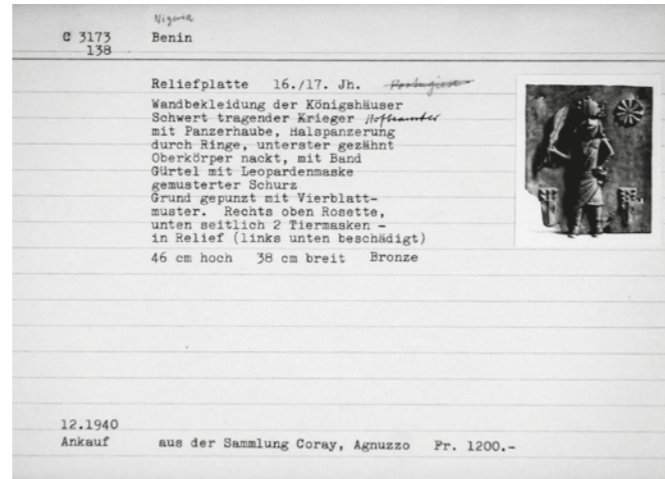 Nigeria
C 3173 Benin
138
Reliefplatte 16./17. Jh. Portugiese
Wandbekleidung der Königshäuser
Schwert tragender Krieger Hofbeamter
mit Panzerhaube, Halspanzerung
durch Ringe, unterster gezähnt
Oberkörper nackt, mit Band
Gürtel mit Leopardenmaske
gemusterter Schurz
Grund gepunzt mit Vierblatt-
muster. Rechts oben Rosette,
unten seitlich 2 Tiermasken -
in Relief (links unten beschädigt)
46 cm hoch 38 cm breit Bronze
12.1940
Ankauf aus der Sammlung Coray, Agnuzzo Fr. 1200.-